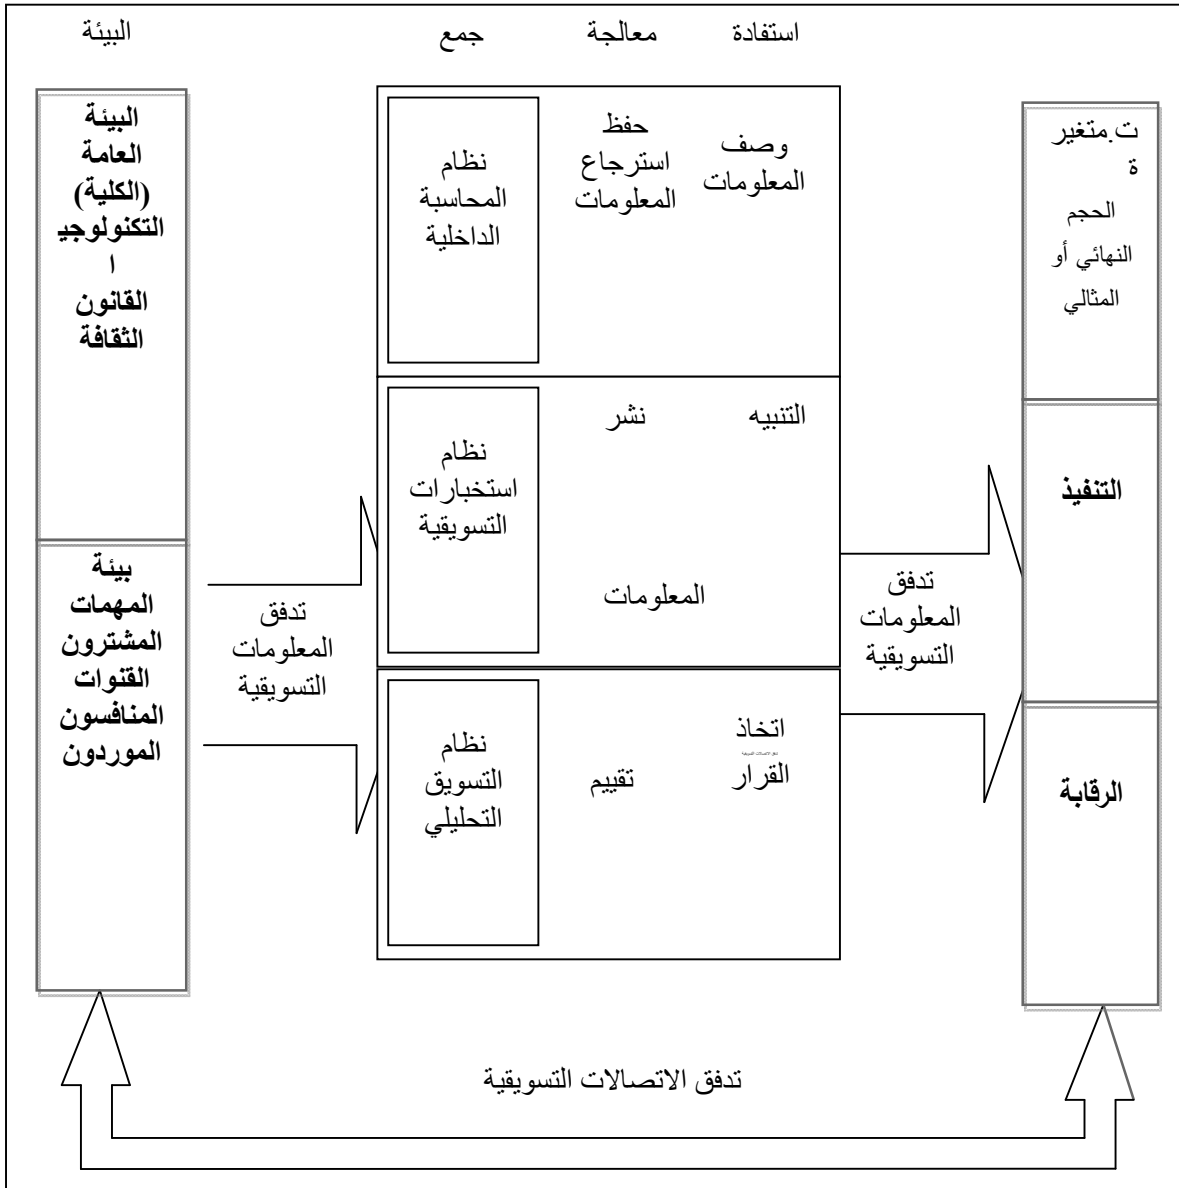 البيئة
جمع
معالجة
استفادة
البيئة
العامة
(الكلية)
التكنولوجيـ
ا
القانون
الثقافة
بيئة
المهمات
المشترون
القنوات
المنافسون
الموردون
تدفق
المعلومات
التسويقية
نظام
المحاسبة
الداخلية
حفظ
استرجاع
المعلومات
وصف
المعلومات
نظام
استخبارات
التسويقية
نشر
المعلومات
التنبيه
نظام
التسويق
التحليلي
تقييم
اتخاذ
القرار
تدفق
المعلومات
التسويقية
ت.متغير
ة
الحجم
النهائي أو
المثالي
التنفيذ
الرقابة
تدفق الاتصالات التسويقية